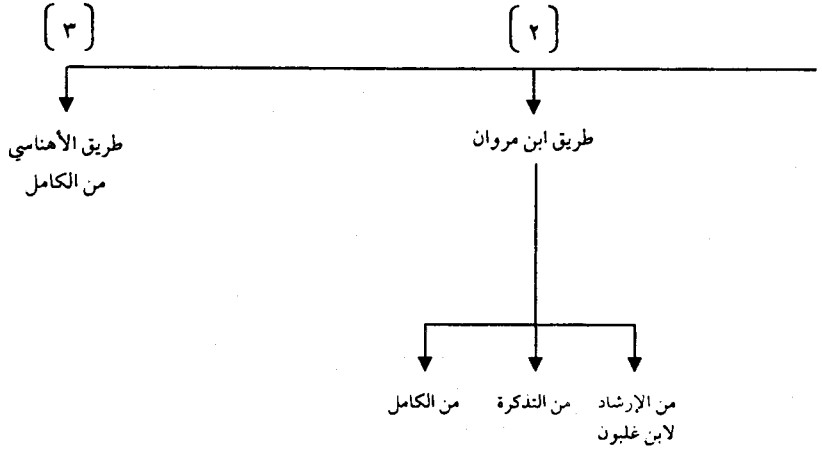 (٢)
(٣)
طريق ابن مروان
طريق الأهناسي
من الكامل
من الإرشاد
لابن غلبون
من التذكرة
من الكامل